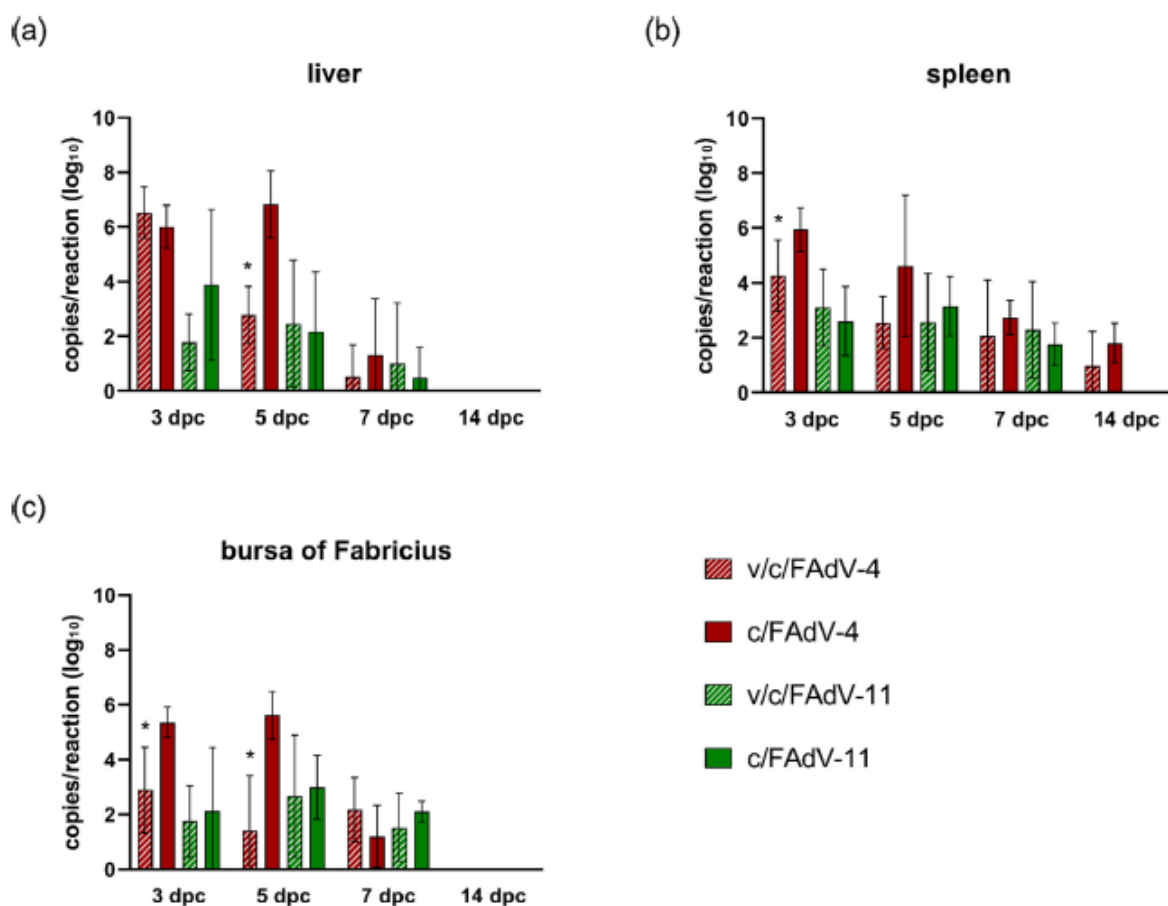 (a)
liver
copies/reaction (log₁₀)
10
8
6
4
2
0
*
3 dpc 5 dpc 7 dpc 14 dpc
(b)
spleen
copies/reaction (log₁₀)
10
8
6
4
2
0
*
3 dpc 5 dpc 7 dpc 14 dpc
(c)
bursa of Fabricius
copies/reaction (log₁₀)
10
8
6
4
2
0
* *
3 dpc 5 dpc 7 dpc 14 dpc
v/c/FAdV-4
c/FAdV-4
v/c/FAdV-11
c/FAdV-11